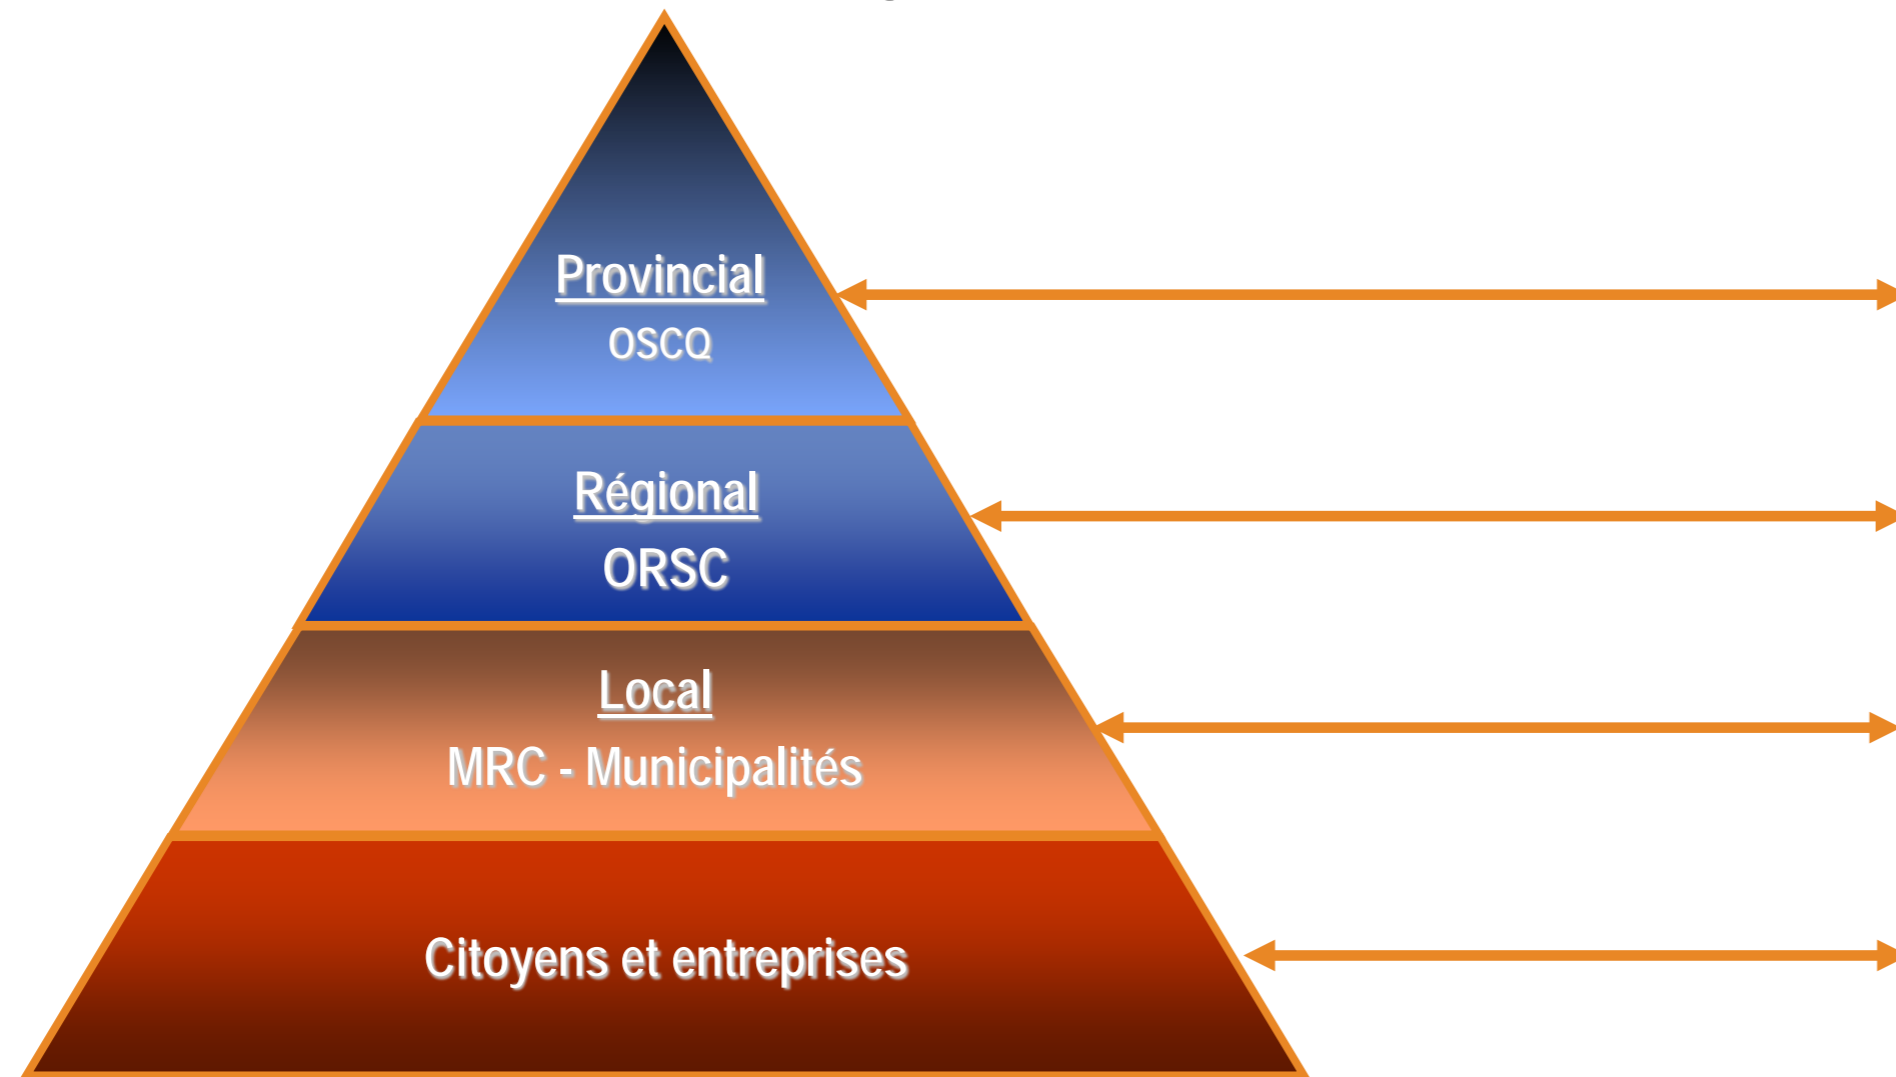 Provincial
OSCQ
Régional
ORSC
Local
MRC - Municipalités
Citoyens et entreprises